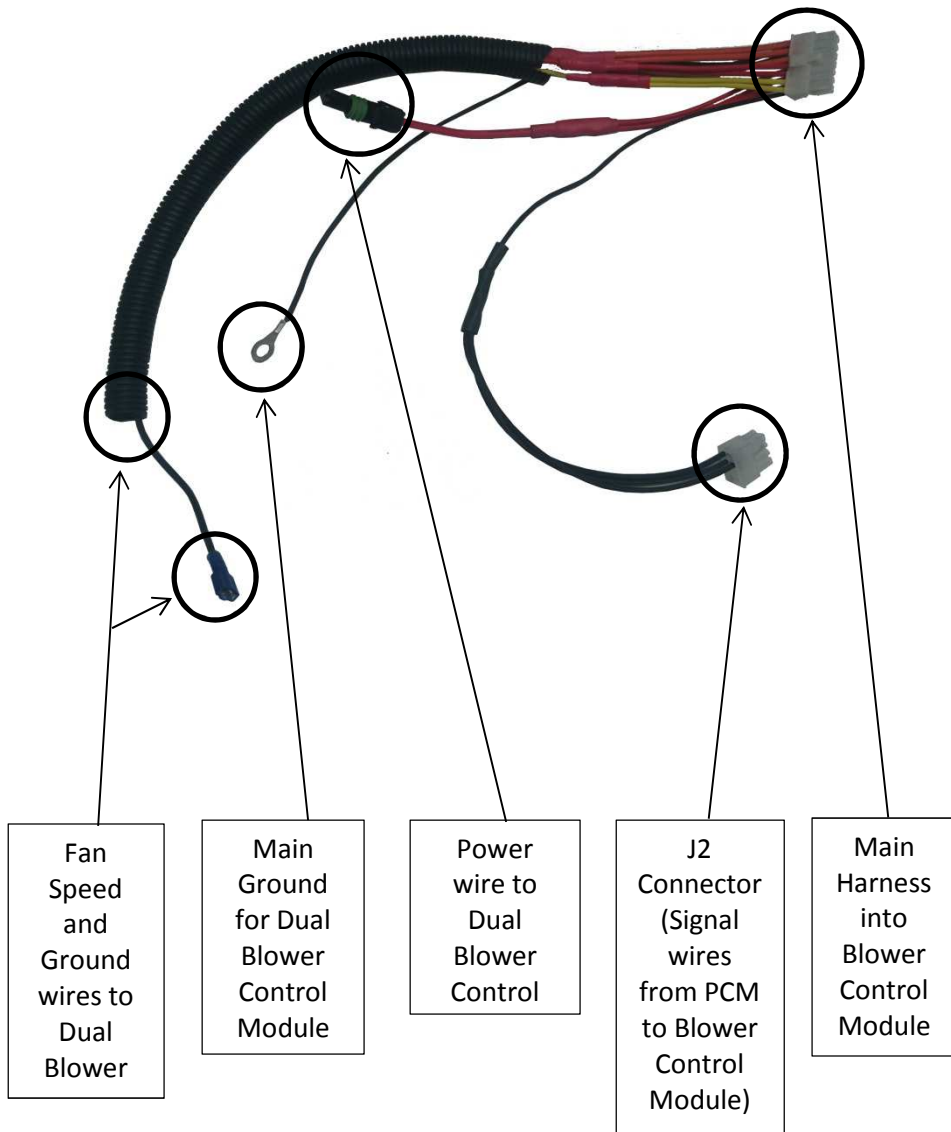 Fan
Speed
and
Ground
wires to
Dual
Blower
Main
Ground
for Dual
Blower
Control
Module
Power
wire to
Dual
Blower
Control
J2
Connector
(Signal
wires
from PCM
to Blower
Control
Module)
Main
Harness
into
Blower
Control
Module